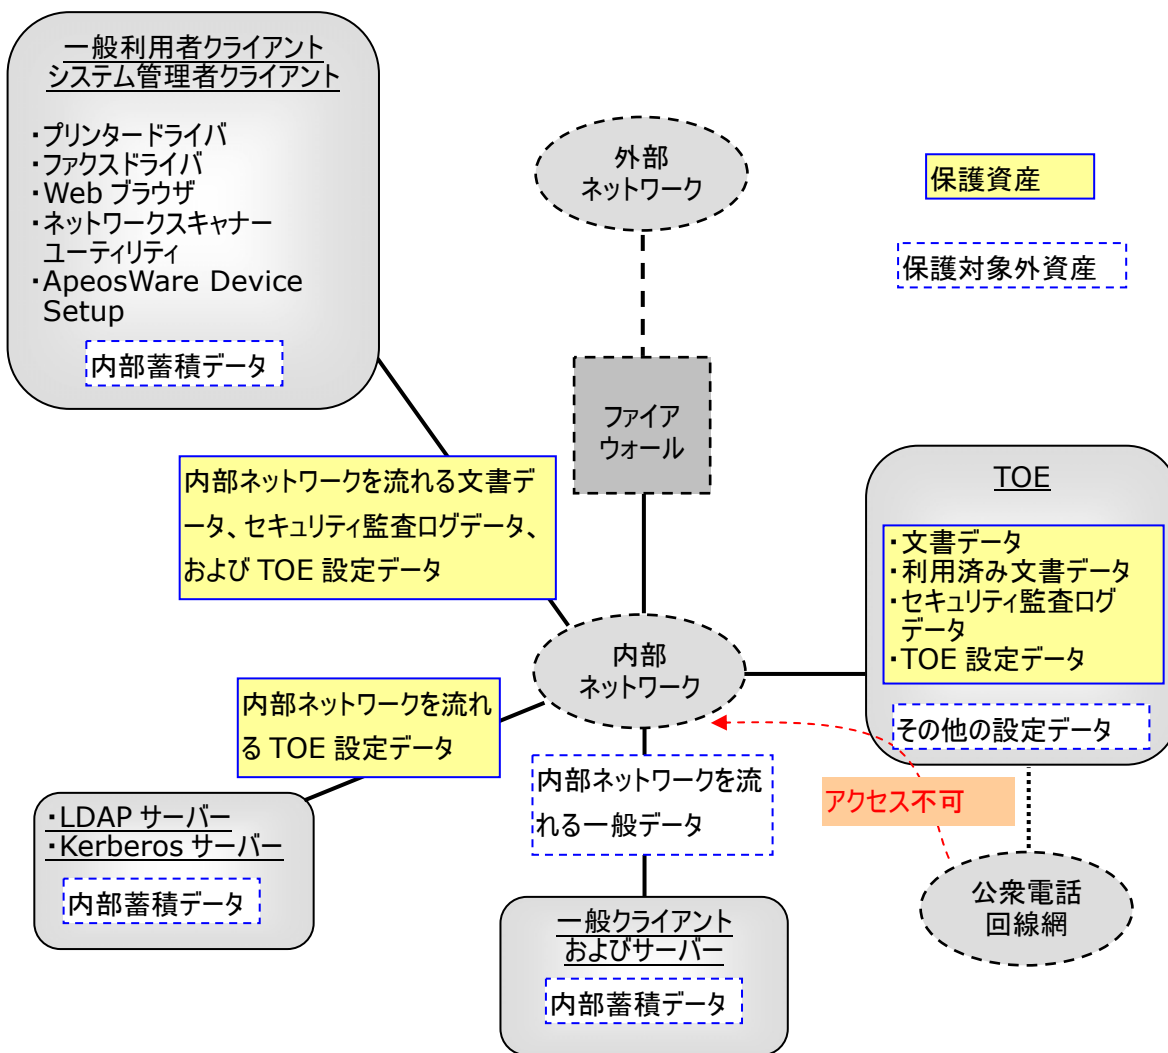 一般利用者クライアント
システム管理者クライアント
・プリンタードライバ
・ファクスドライバ
・Web ブラウザ
・ネットワークスキャナー
ユーティリティ
・ApeosWare Device
Setup
内部蓄積データ
外部
ネットワーク
保護資産
保護対象外資産
ファイア
ウォール
内部ネットワークを流れる文書デ
ータ、セキュリティ監査ログデータ、
および TOE 設定データ
TOE
・文書データ
・利用済み文書データ
・セキュリティ監査ログ
データ
・TOE 設定データ
その他の設定データ
内部
ネットワーク
内部ネットワークを流れ
る TOE 設定データ
内部ネットワークを流
れる一般データ
アクセス不可
・LDAP サーバー
・Kerberos サーバー
内部蓄積データ
公衆電話
回線網
一般クライアント
およびサーバー
内部蓄積データ